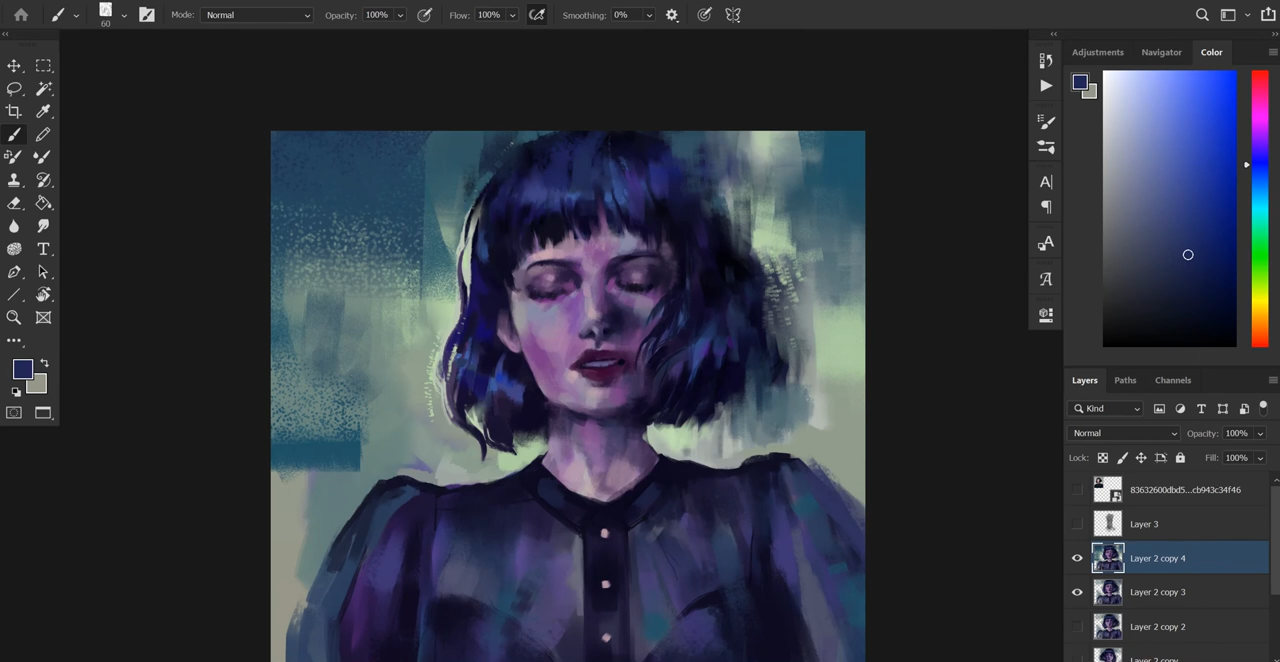 Mode: Normal Opacity: 100% Flow: 100% Smoothing: 0%
60
Adjustments Navigator Color
Layers Paths Channels
Kind
Normal Opacity: 100%
Lock: Fill: 100%
83632600dbd5...cb943c34f46
Layer 3
Layer 2 copy 4
Layer 2 copy 3
Layer 2 copy 2